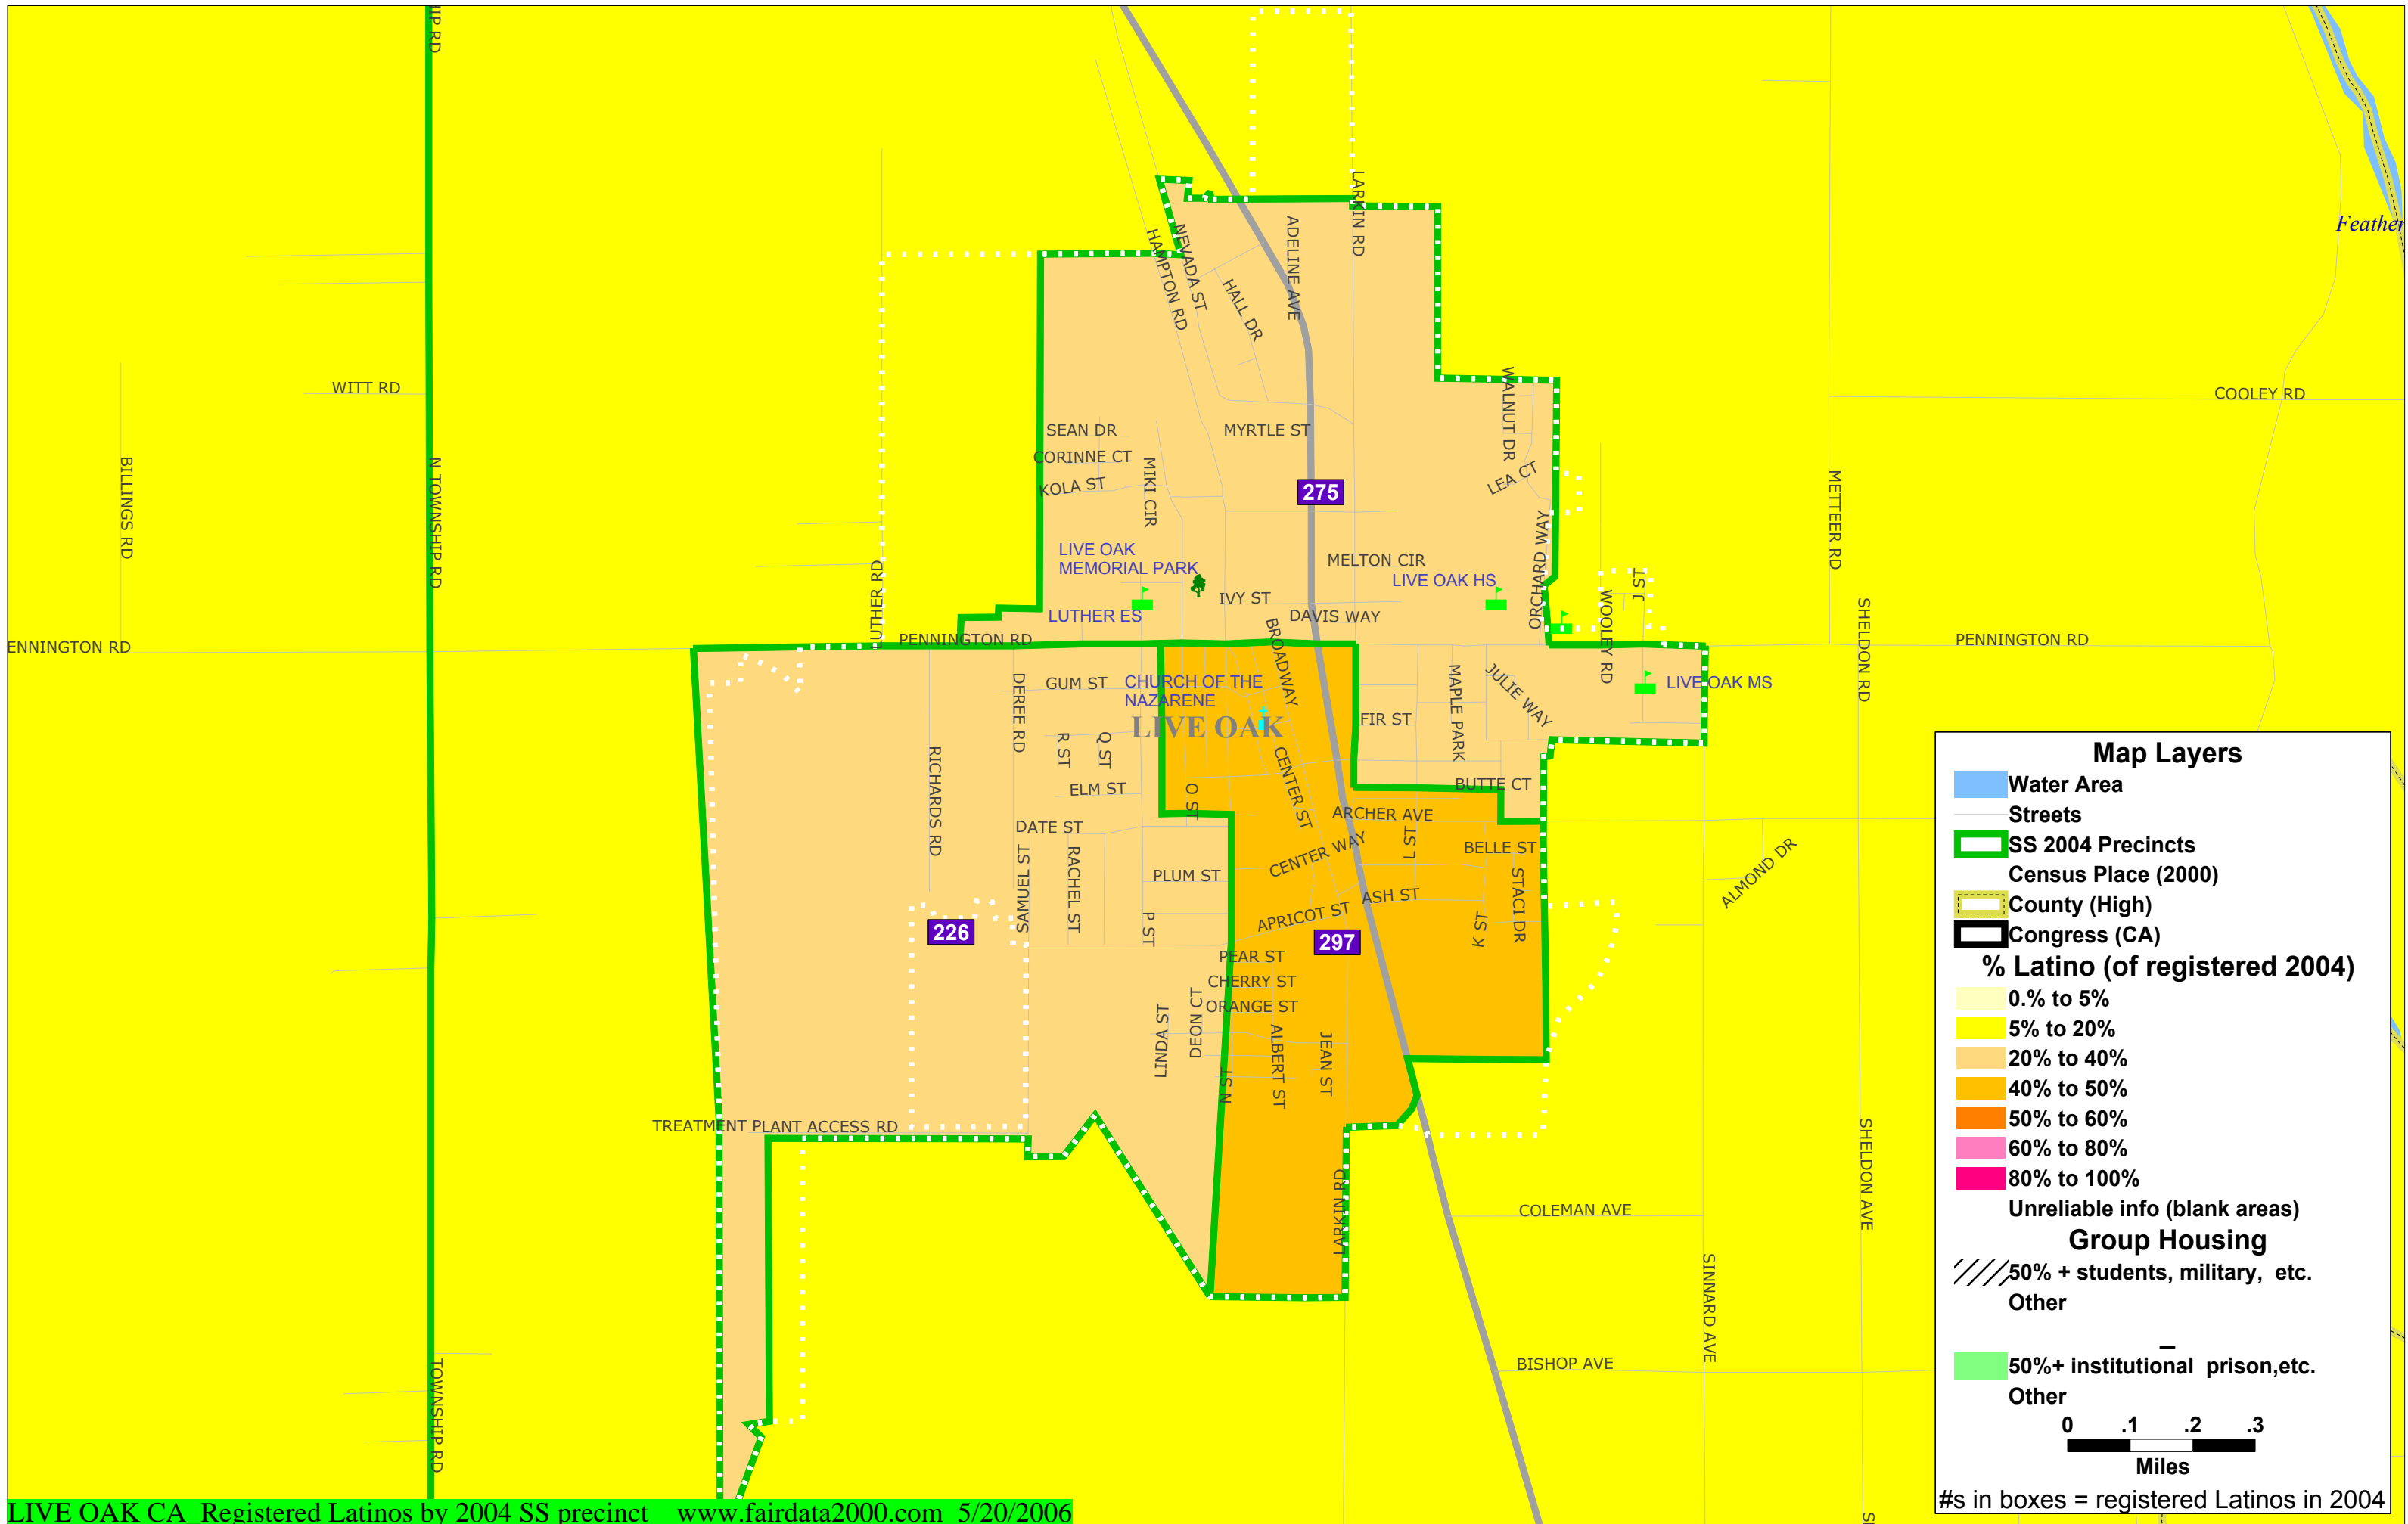 IP RD
LARKIN RD
Feather
NEVADA ST
HAMPTON RD
ADELINE AVE
HALL DR
WITT RD
COOLEY RD
WALNUT DR
SEAN DR
MYRTLE ST
CORINNE CT
BILLINGS RD
N TOWNSHIP RD
MIKI CIR
KOLA ST
LEA CT
METTEER RD
275
ORCHARD WAY
LIVE OAK
MEMORIAL PARK
MELTON CIR
LIVE OAK HS
LUTHER RD
J ST
WOOLEY RD
SHELDON RD
IVY ST
LUTHER ES
DAVIS WAY
BROADWAY
ENNINGTON RD
PENNINGTON RD
PENNINGTON RD
DEREE RD
GUM ST
CHURCH OF THE
NAZARENE
MAPLE PARK
JULIE WAY
LIVE OAK MS
LIVE OAK
FIR ST
R ST
Q ST
RICHARDS RD
CENTER ST
ELM ST
O ST
BUTTE CT
ARCHER AVE
DATE ST
L ST
CENTER WAY
BELLE ST
ALMOND DR
SAMUEL ST
RACHEL ST
PLUM ST
STACI DR
ASH ST
APRICOT ST
P ST
K ST
226
297
PEAR ST
CHERRY ST
ORANGE ST
LINDA ST
DEON CT
ALBERT ST
JEAN ST
N ST
TREATMENT PLANT ACCESS RD
LARKIN RD
SHELDON AVE
COLEMAN AVE
SINNARD AVE
BISHOP AVE
TOWNSHIP RD
SI
Map Layers
Water Area
Streets
SS 2004 Precincts
Census Place (2000)
County (High)
Congress (CA)
% Latino (of registered 2004)
0.% to 5%
5% to 20%
20% to 40%
40% to 50%
50% to 60%
60% to 80%
80% to 100%
Unreliable info (blank areas)
Group Housing
50% + students, military, etc.
Other
50%+ institutional prison,etc.
Other
0 .1 .2 .3
Miles
#s in boxes = registered Latinos in 2004
LIVE OAK CA Registered Latinos by 2004 SS precinct www.fairdata2000.com 5/20/2006